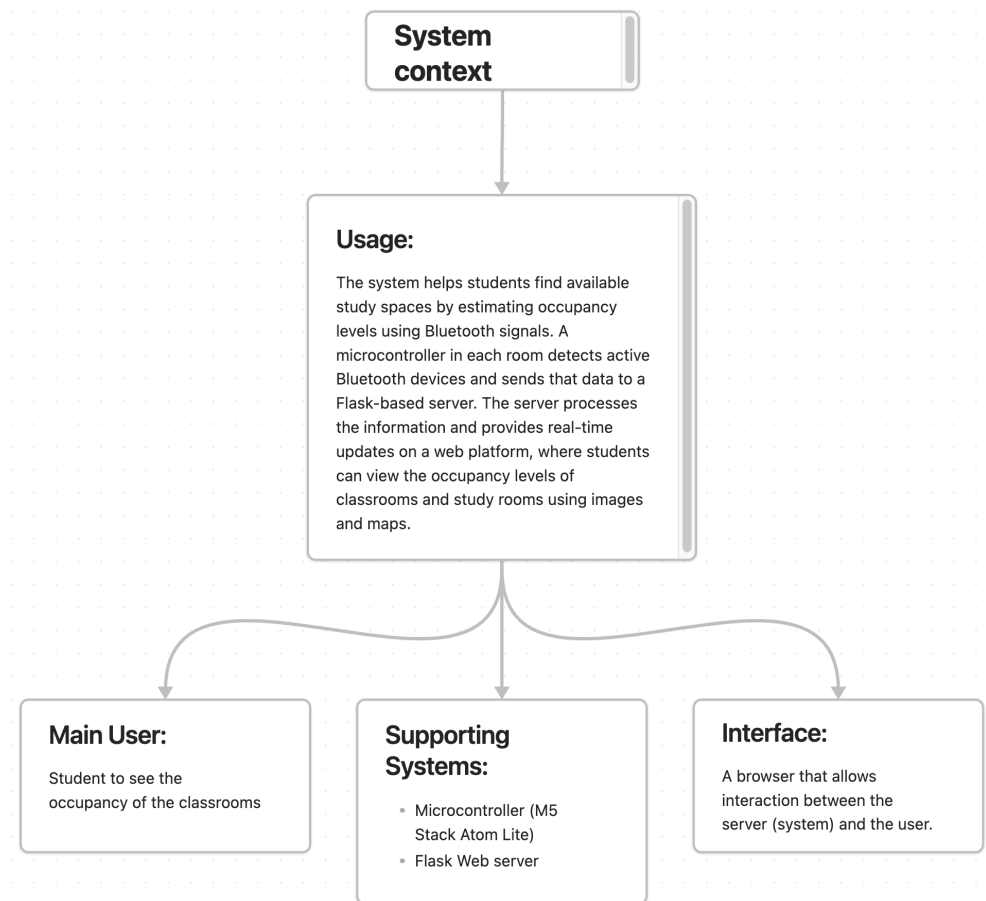 System
context
Usage:
The system helps students find available
study spaces by estimating occupancy
levels using Bluetooth signals. A
microcontroller in each room detects active
Bluetooth devices and sends that data to a
Flask-based server. The server processes
the information and provides real-time
updates on a web platform, where students
can view the occupancy levels of
classrooms and study rooms using images
and maps.
Main User:
Student to see the
occupancy of the classrooms
Supporting
Systems:
• Microcontroller (M5
Stack Atom Lite)
• Flask Web server
Interface:
A browser that allows
interaction between the
server (system) and the user.